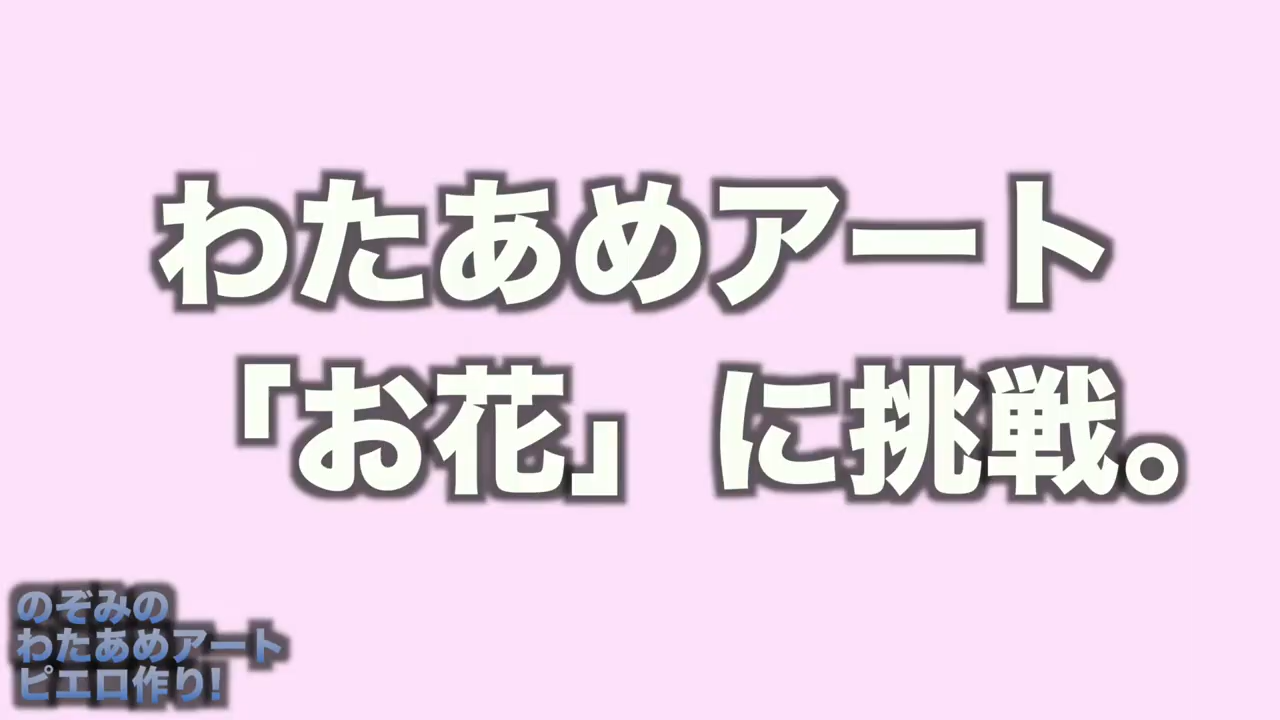 わたあめアート
「お花」に挑戦。
のぞみの
わたあめアート
ピエロ作り!